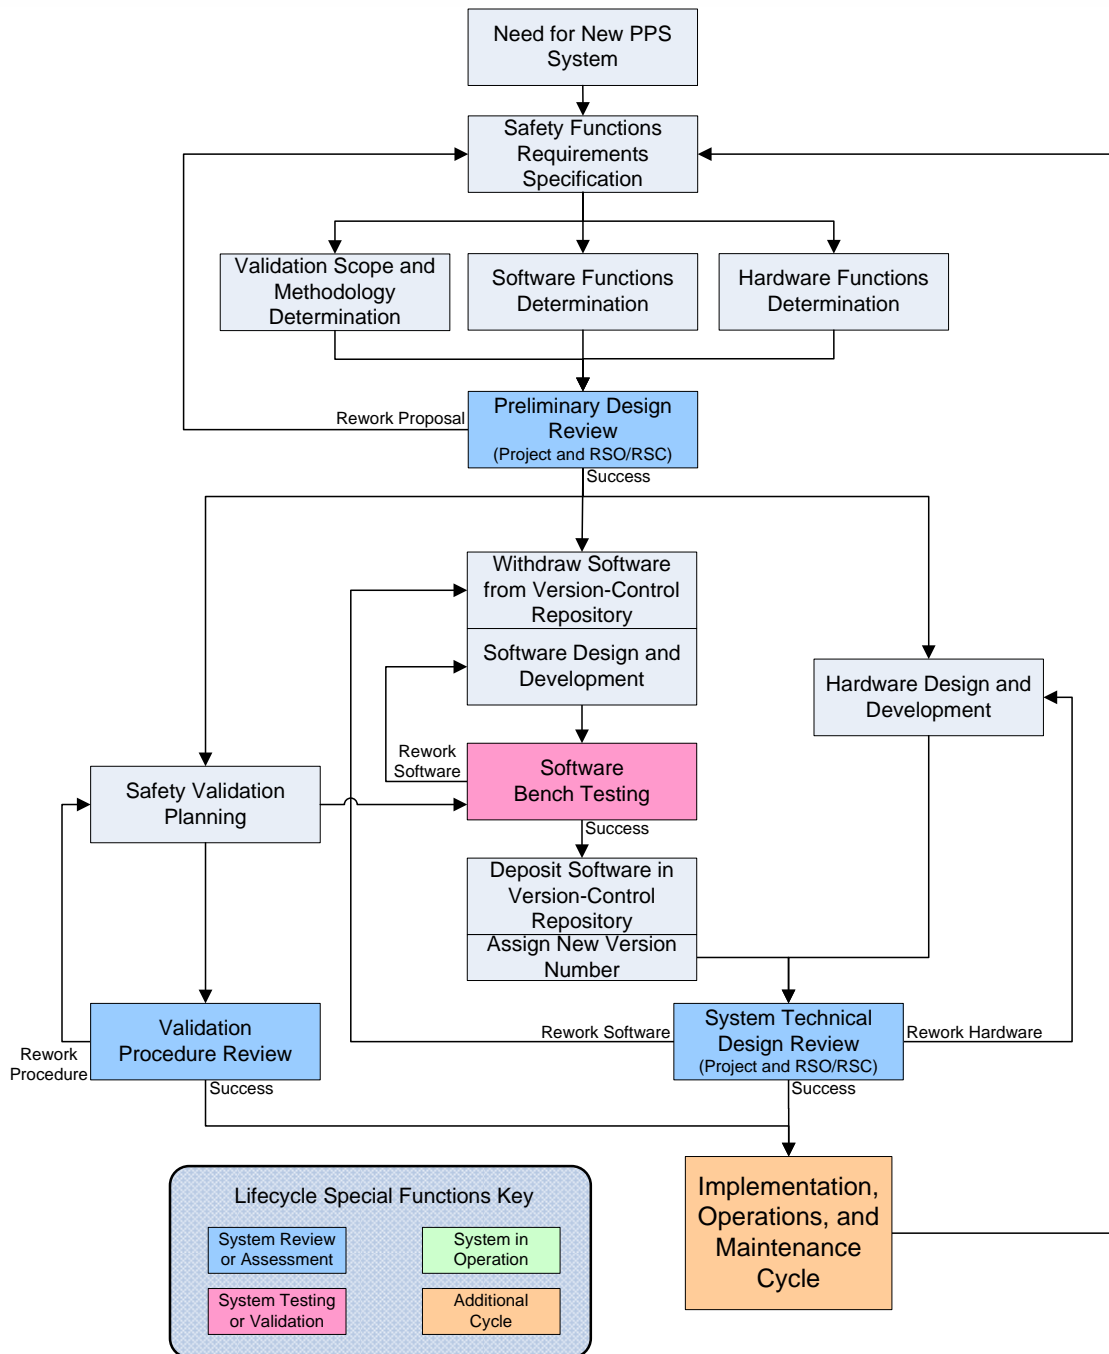 Need for New PPS
System
Safety Functions
Requirements
Specification
Validation Scope and
Methodology
Determination
Software Functions
Determination
Hardware Functions
Determination
Rework Proposal
Preliminary Design
Review
(Project and RSO/RSC)
Success
Withdraw Software
from Version-Control
Repository
Software Design and
Development
Hardware Design and
Development
Rework
Software
Software
Bench Testing
Success
Safety Validation
Planning
Deposit Software in
Version-Control
Repository
Assign New Version
Number
Rework
Procedure
Validation
Procedure Review
Success
Rework Software
System Technical
Design Review
(Project and RSO/RSC)
Rework Hardware
Success
Implementation,
Operations, and
Maintenance
Cycle
Lifecycle Special Functions Key
System Review
or Assessment
System in
Operation
System Testing
or Validation
Additional
Cycle